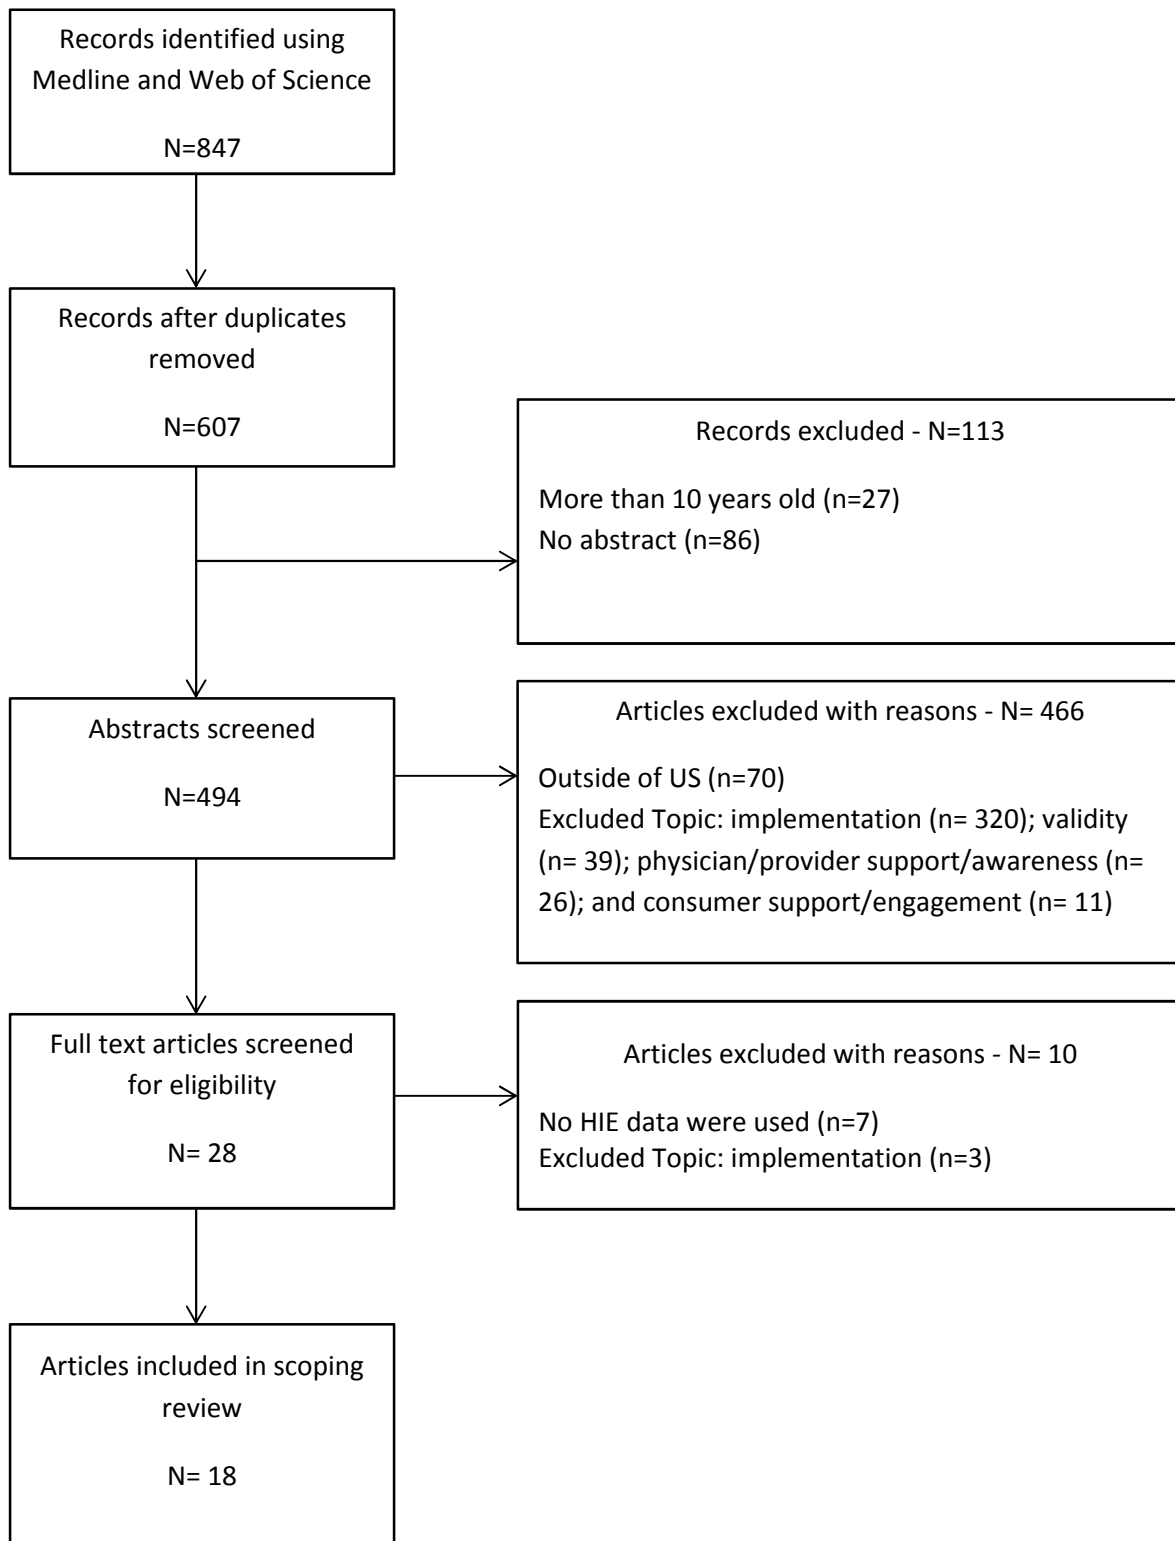 Records identified using
Medline and Web of Science
N=847
Records after duplicates
removed
N=607
Records excluded - N=113
More than 10 years old (n=27)
No abstract (n=86)
Abstracts screened
N=494
Articles excluded with reasons - N= 466
Outside of US (n=70)
Excluded Topic: implementation (n= 320); validity
(n= 39); physician/provider support/awareness (n=
26); and consumer support/engagement (n= 11)
Full text articles screened
for eligibility
N= 28
Articles excluded with reasons - N= 10
No HIE data were used (n=7)
Excluded Topic: implementation (n=3)
Articles included in scoping
review
N= 18